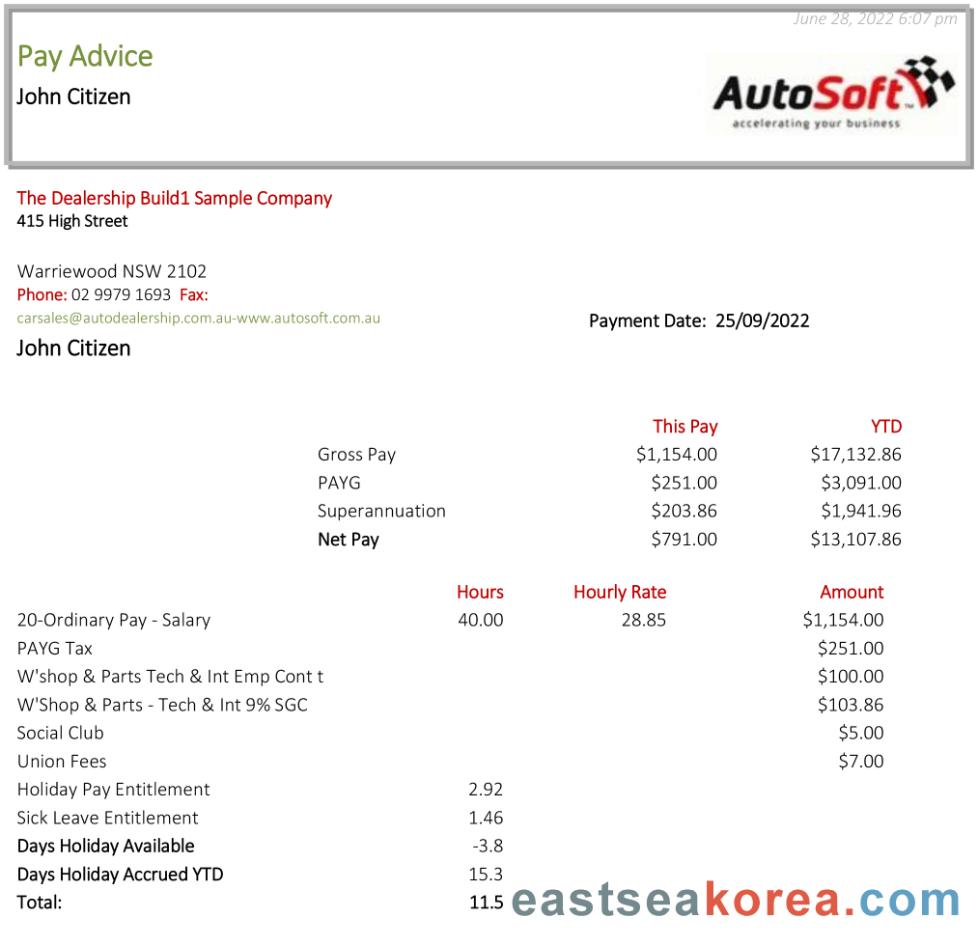 June 28, 2022 6:07 pm
Pay Advice
John Citizen
AutoSoft™
accelerating your business
The Dealership Build1 Sample Company
415 High Street
Warriewood NSW 2102
Phone: 02 9979 1693 Fax:
carsales@autodealership.com.au-www.autosoft.com.au
Payment Date: 25/09/2022
John Citizen
This Pay YTD
Gross Pay $1,154.00 $17,132.86
PAYG $251.00 $3,091.00
Superannuation $203.86 $1,941.96
Net Pay $791.00 $13,107.86
Hours Hourly Rate Amount
20-Ordinary Pay - Salary 40.00 28.85 $1,154.00
PAYG Tax $251.00
W'shop & Parts Tech & Int Emp Cont t $100.00
W'Shop & Parts - Tech & Int 9% SGC $103.86
Social Club $5.00
Union Fees $7.00
Holiday Pay Entitlement 2.92
Sick Leave Entitlement 1.46
Days Holiday Available -3.8
Days Holiday Accrued YTD 15.3
Total: 11.5
eastseakorea.com